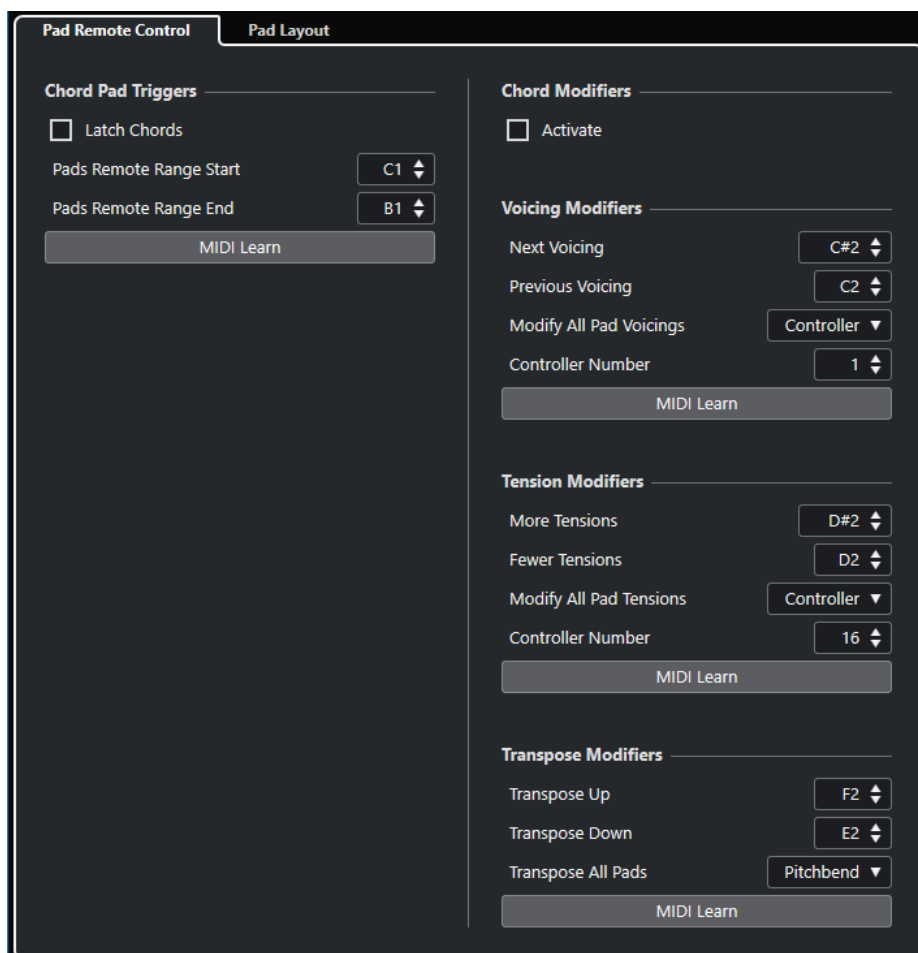 Pad Remote Control
Pad Layout
Chord Pad Triggers
Latch Chords
Pads Remote Range Start C1
Pads Remote Range End B1
MIDI Learn
Chord Modifiers
Activate
Voicing Modifiers
Next Voicing C#2
Previous Voicing C2
Modify All Pad Voicings Controller
Controller Number 1
MIDI Learn
Tension Modifiers
More Tensions D#2
Fewer Tensions D2
Modify All Pad Tensions Controller
Controller Number 16
MIDI Learn
Transpose Modifiers
Transpose Up F2
Transpose Down E2
Transpose All Pads Pitchbend
MIDI Learn